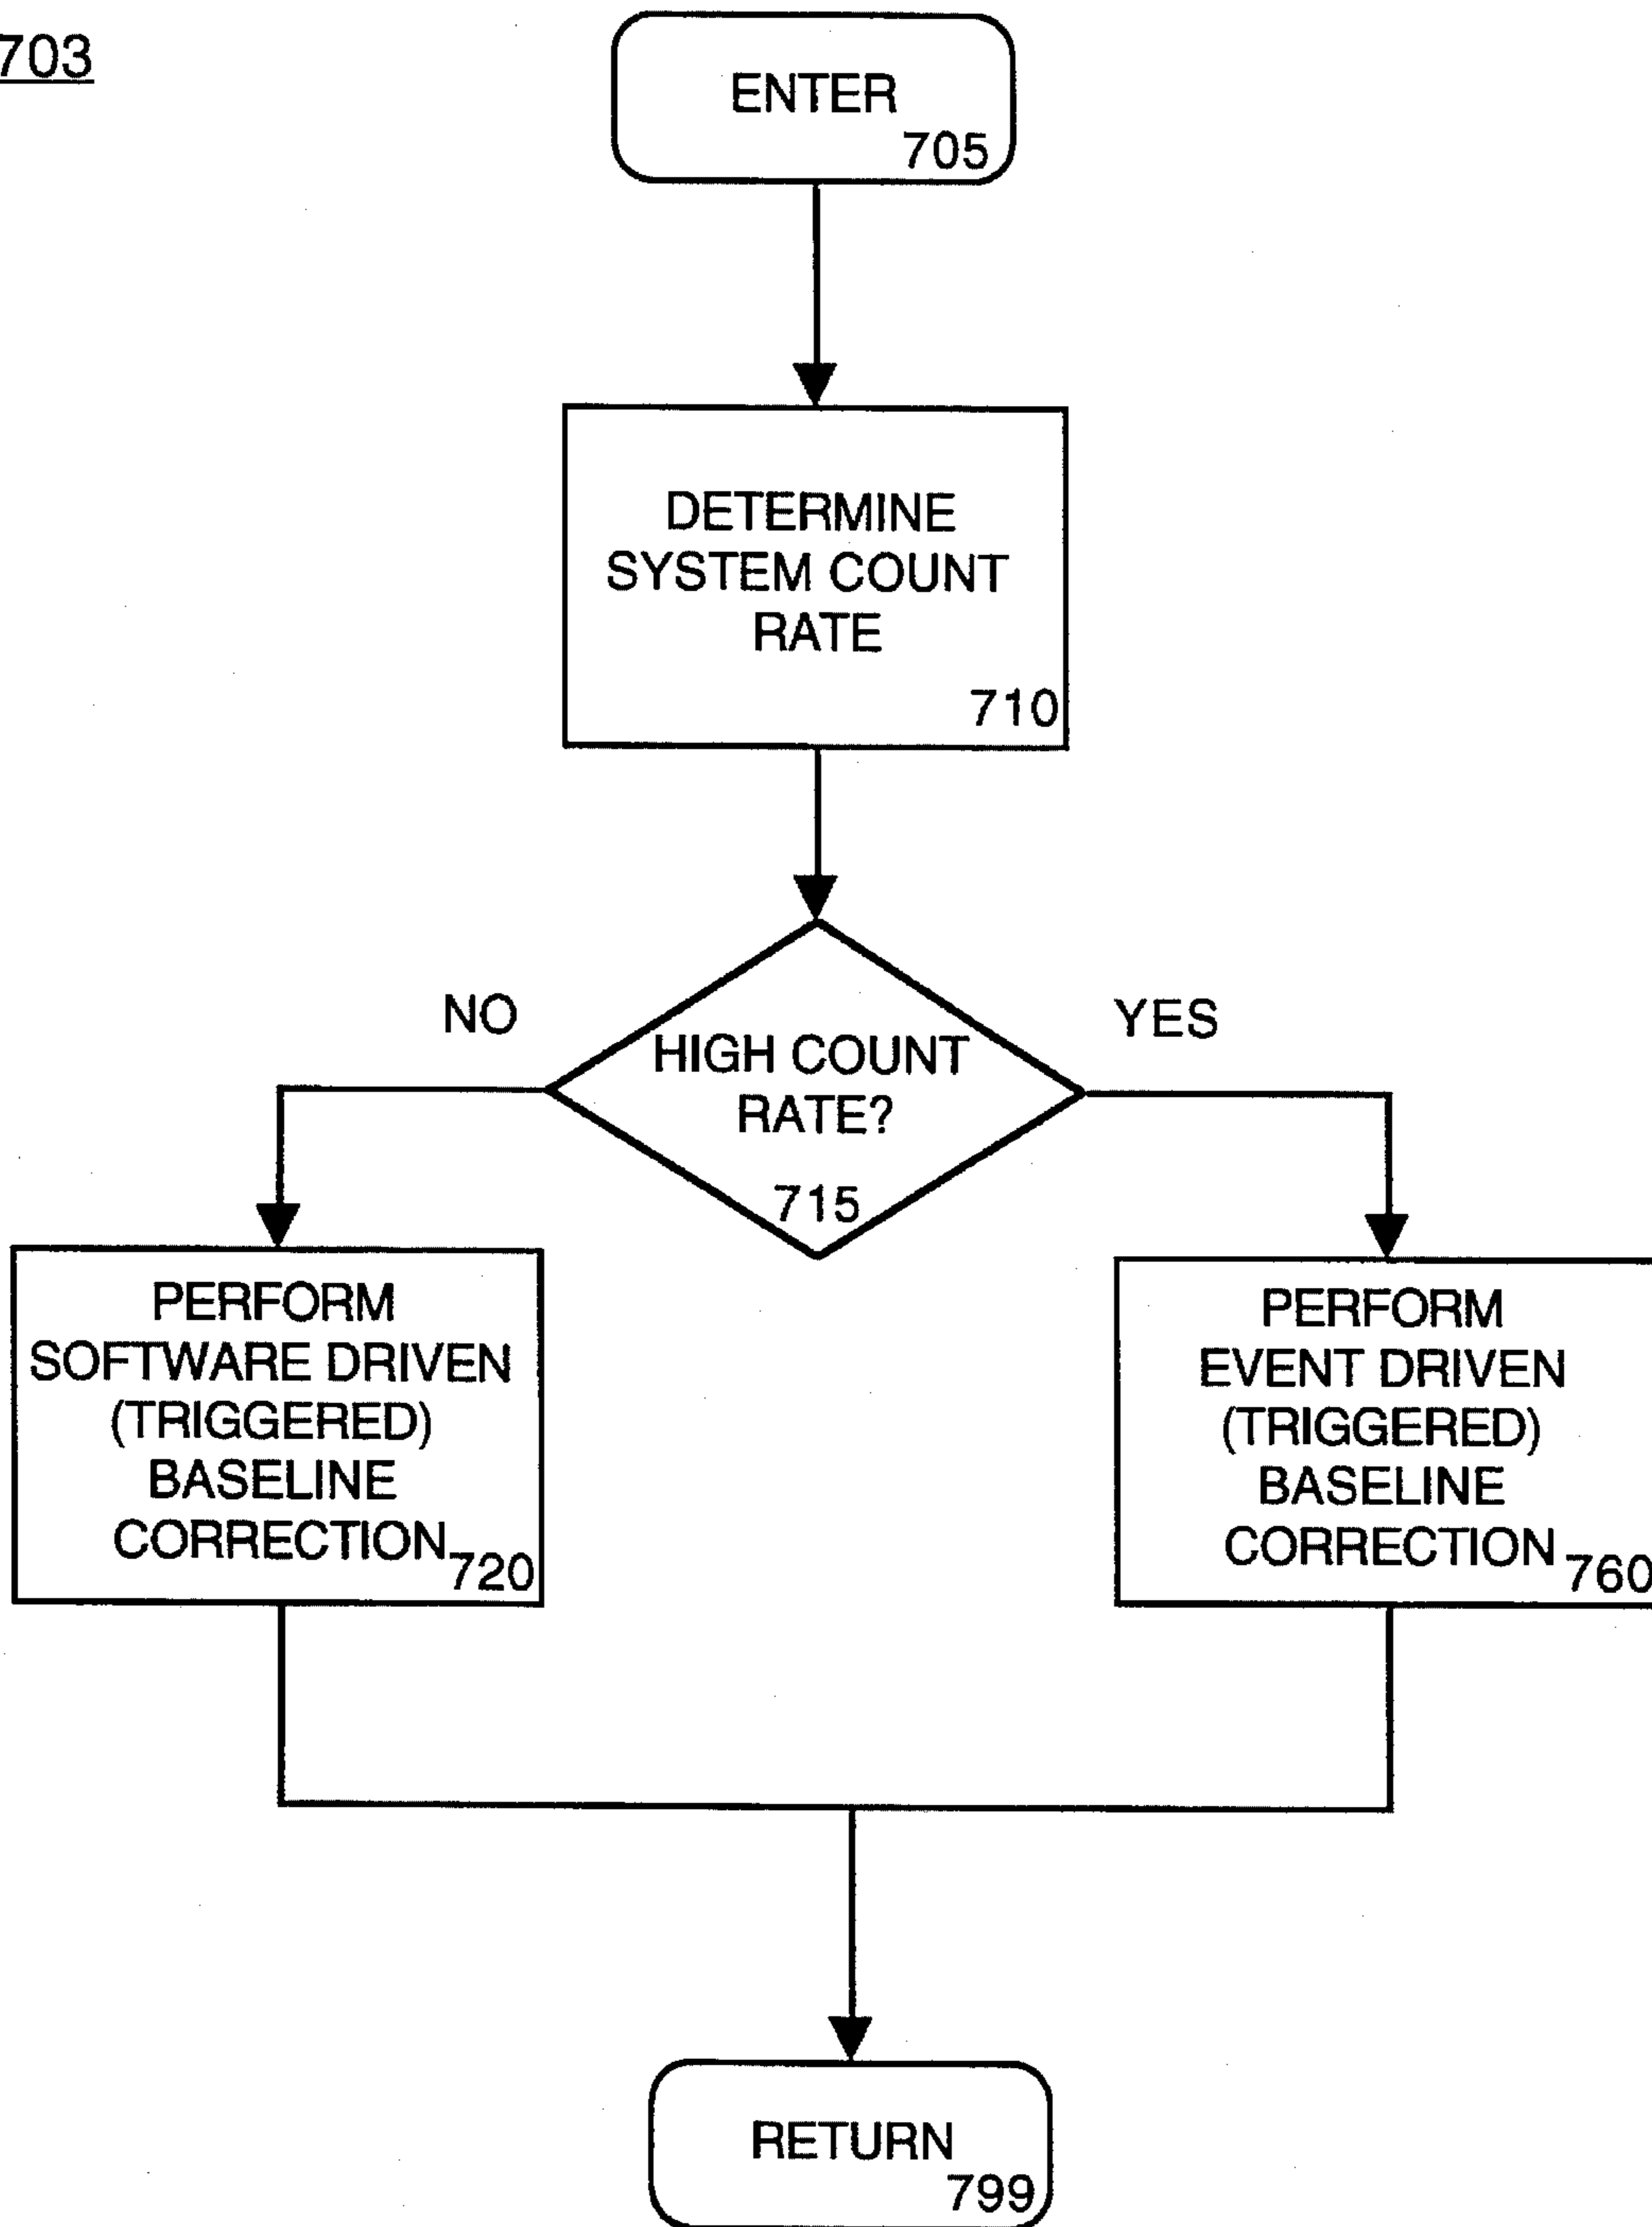 703
ENTER
705
DETERMINE
SYSTEM COUNT
RATE
710
NO
YES
HIGH COUNT
RATE?
715
PERFORM
SOFTWARE DRIVEN
(TRIGGERED)
BASELINE
CORRECTION
720
PERFORM
EVENT DRIVEN
(TRIGGERED)
BASELINE
CORRECTION
760
RETURN
799